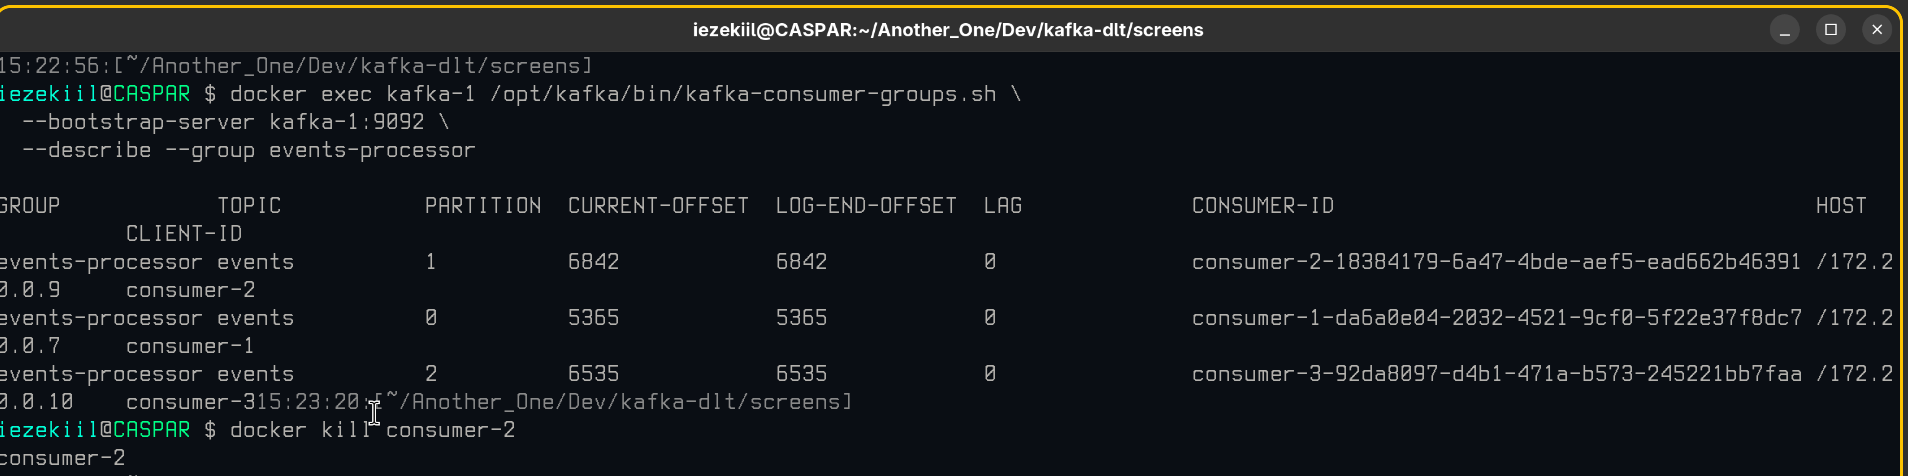 iezekiil@CASPAR:~/Another_One/Dev/kafka-dlt/screens
15:22:56:[~/Another_One/Dev/kafka-dlt/screens]
iezekiil@CASPAR $ docker exec kafka-1 /opt/kafka/bin/kafka-consumer-groups.sh \
--bootstrap-server kafka-1:9092 \
--describe --group events-processor
GROUP TOPIC PARTITION CURRENT-OFFSET LOG-END-OFFSET LAG CONSUMER-ID HOST
CLIENT-ID
events-processor events 1 6842 6842 0 consumer-2-18384179-6a47-4bde-aef5-ead662b46391 /172.2
0.0.9 consumer-2
events-processor events 0 5365 5365 0 consumer-1-da6a0e04-2032-4521-9cf0-5f22e37f8dc7 /172.2
0.0.7 consumer-1
events-processor events 2 6535 6535 0 consumer-3-92da8097-d4b1-471a-b573-245221bb7faa /172.2
0.0.10 consumer-315:23:20:[~/Another_One/Dev/kafka-dlt/screens]
iezekiil@CASPAR $ docker kill consumer-2
consumer-2